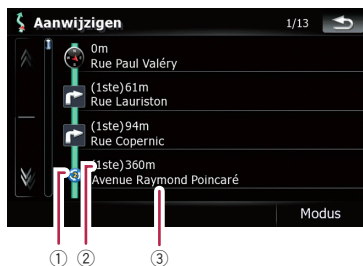 Aanwijzigen
1/13
0m
Rue Paul Valéry
(1ste)61m
Rue Lauriston
(1ste)94m
Rue Copernic
(1ste)360m
Avenue Raymond Poincaré
Modus
① ② ③